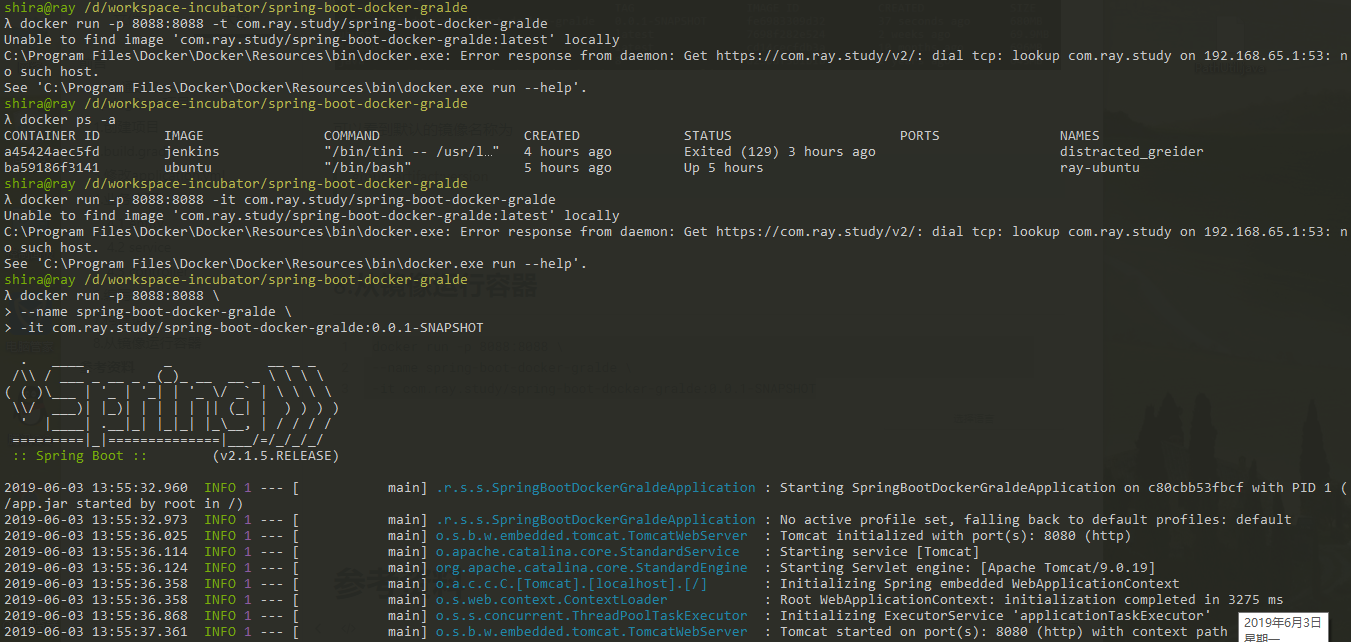 shira@ray /d/workspace-incubator/spring-boot-docker-gralde
λ docker run -p 8088:8088 -t com.ray.study/spring-boot-docker-gralde
Unable to find image 'com.ray.study/spring-boot-docker-gralde:latest' locally
C:\Program Files\Docker\Docker\Resources\bin\docker.exe: Error response from daemon: Get https://com.ray.study/v2/: dial tcp: lookup com.ray.study on 192.168.65.1:53: n
o such host.
See 'C:\Program Files\Docker\Docker\Resources\bin\docker.exe run --help'.
shira@ray /d/workspace-incubator/spring-boot-docker-gralde
λ docker ps -a
CONTAINER ID        IMAGE               COMMAND                  CREATED             STATUS                     PORTS               NAMES
a45424aec5fd        jenkins             "/bin/tini -- /usr/l…"   4 hours ago         Exited (129) 3 hours ago                       distracted_greider
ba59186f3141        ubuntu              "/bin/bash"              5 hours ago         Up 5 hours                                     ray-ubuntu
shira@ray /d/workspace-incubator/spring-boot-docker-gralde
λ docker run -p 8088:8088 -it com.ray.study/spring-boot-docker-gralde
Unable to find image 'com.ray.study/spring-boot-docker-gralde:latest' locally
C:\Program Files\Docker\Docker\Resources\bin\docker.exe: Error response from daemon: Get https://com.ray.study/v2/: dial tcp: lookup com.ray.study on 192.168.65.1:53: n
o such host.
See 'C:\Program Files\Docker\Docker\Resources\bin\docker.exe run --help'.
shira@ray /d/workspace-incubator/spring-boot-docker-gralde
λ docker run -p 8088:8088 \
> --name spring-boot-docker-gralde \
> -it com.ray.study/spring-boot-docker-gralde:0.0.1-SNAPSHOT
  .   ____          _            __ _ _
 /\\ / ___'_ __ _ _(_)_ __  __ _ \ \ \ \
( ( )\___ | '_ | '_| | '_ \/ _` | \ \ \ \
 \\/  ___)| |_)| | | | | || (_| |  ) ) ) )
  '  |____| .__|_| |_|_| |_\__, | / / / /
 =========|_|==============|___/=/_/_/_/
 :: Spring Boot ::        (v2.1.5.RELEASE)
2019-06-03 13:55:32.960  INFO 1 --- [           main] .r.s.s.SpringBootDockerGraldeApplication : Starting SpringBootDockerGraldeApplication on c80cbb53fbcf with PID 1 (
/app.jar started by root in /)
2019-06-03 13:55:32.973  INFO 1 --- [           main] .r.s.s.SpringBootDockerGraldeApplication : No active profile set, falling back to default profiles: default
2019-06-03 13:55:36.025  INFO 1 --- [           main] o.s.b.w.embedded.tomcat.TomcatWebServer  : Tomcat initialized with port(s): 8080 (http)
2019-06-03 13:55:36.114  INFO 1 --- [           main] o.apache.catalina.core.StandardService   : Starting service [Tomcat]
2019-06-03 13:55:36.124  INFO 1 --- [           main] org.apache.catalina.core.StandardEngine  : Starting Servlet engine: [Apache Tomcat/9.0.19]
2019-06-03 13:55:36.358  INFO 1 --- [           main] o.a.c.c.C.[Tomcat].[localhost].[/]       : Initializing Spring embedded WebApplicationContext
2019-06-03 13:55:36.358  INFO 1 --- [           main] o.s.web.context.ContextLoader            : Root WebApplicationContext: initialization completed in 3275 ms
2019-06-03 13:55:36.868  INFO 1 --- [           main] o.s.s.concurrent.ThreadPoolTaskExecutor  : Initializing ExecutorService 'applicationTaskExecutor'
2019-06-03 13:55:37.361  INFO 1 --- [           main] o.s.b.w.embedded.tomcat.TomcatWebServer  : Tomcat started on port(s): 8080 (http) with context path
2019年6月3日
星期一